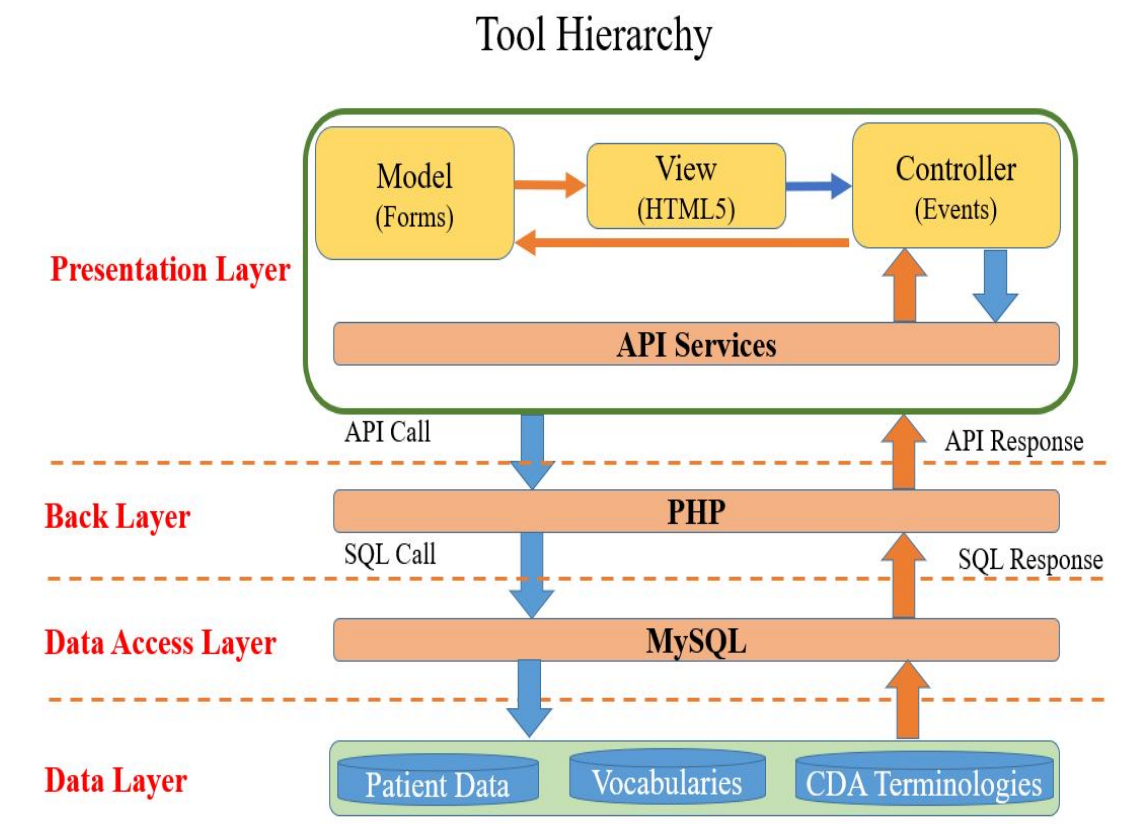 Tool Hierarchy
Model
(Forms)
View
(HTML5)
Controller
(Events)
Presentation Layer
API Services
API Call
API Response
Back Layer
PHP
SQL Call
SQL Response
Data Access Layer
MySQL
Data Layer
Patient Data
Vocabularies
CDA Terminologies